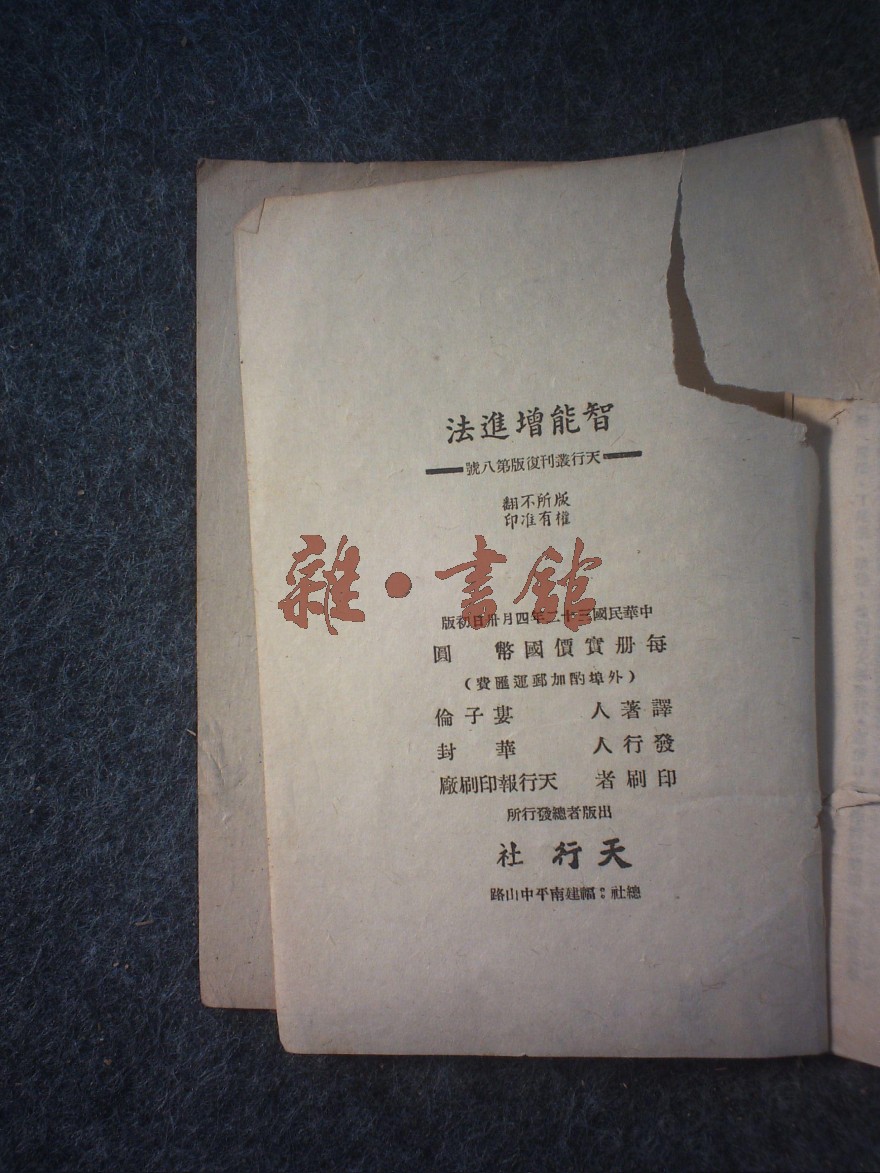 智能增進法
天行叢刊復版第八號
版權所有
不准翻印
雜·書館
中華民國三十二年四月卅日初版
每册實價國幣 圓
（外埠酌加郵運匯費）
譯著人 婁子倫
發行人 華封
印刷者 天行報印刷廠
出版者總發行所
天行社
總社：福建南平中山路